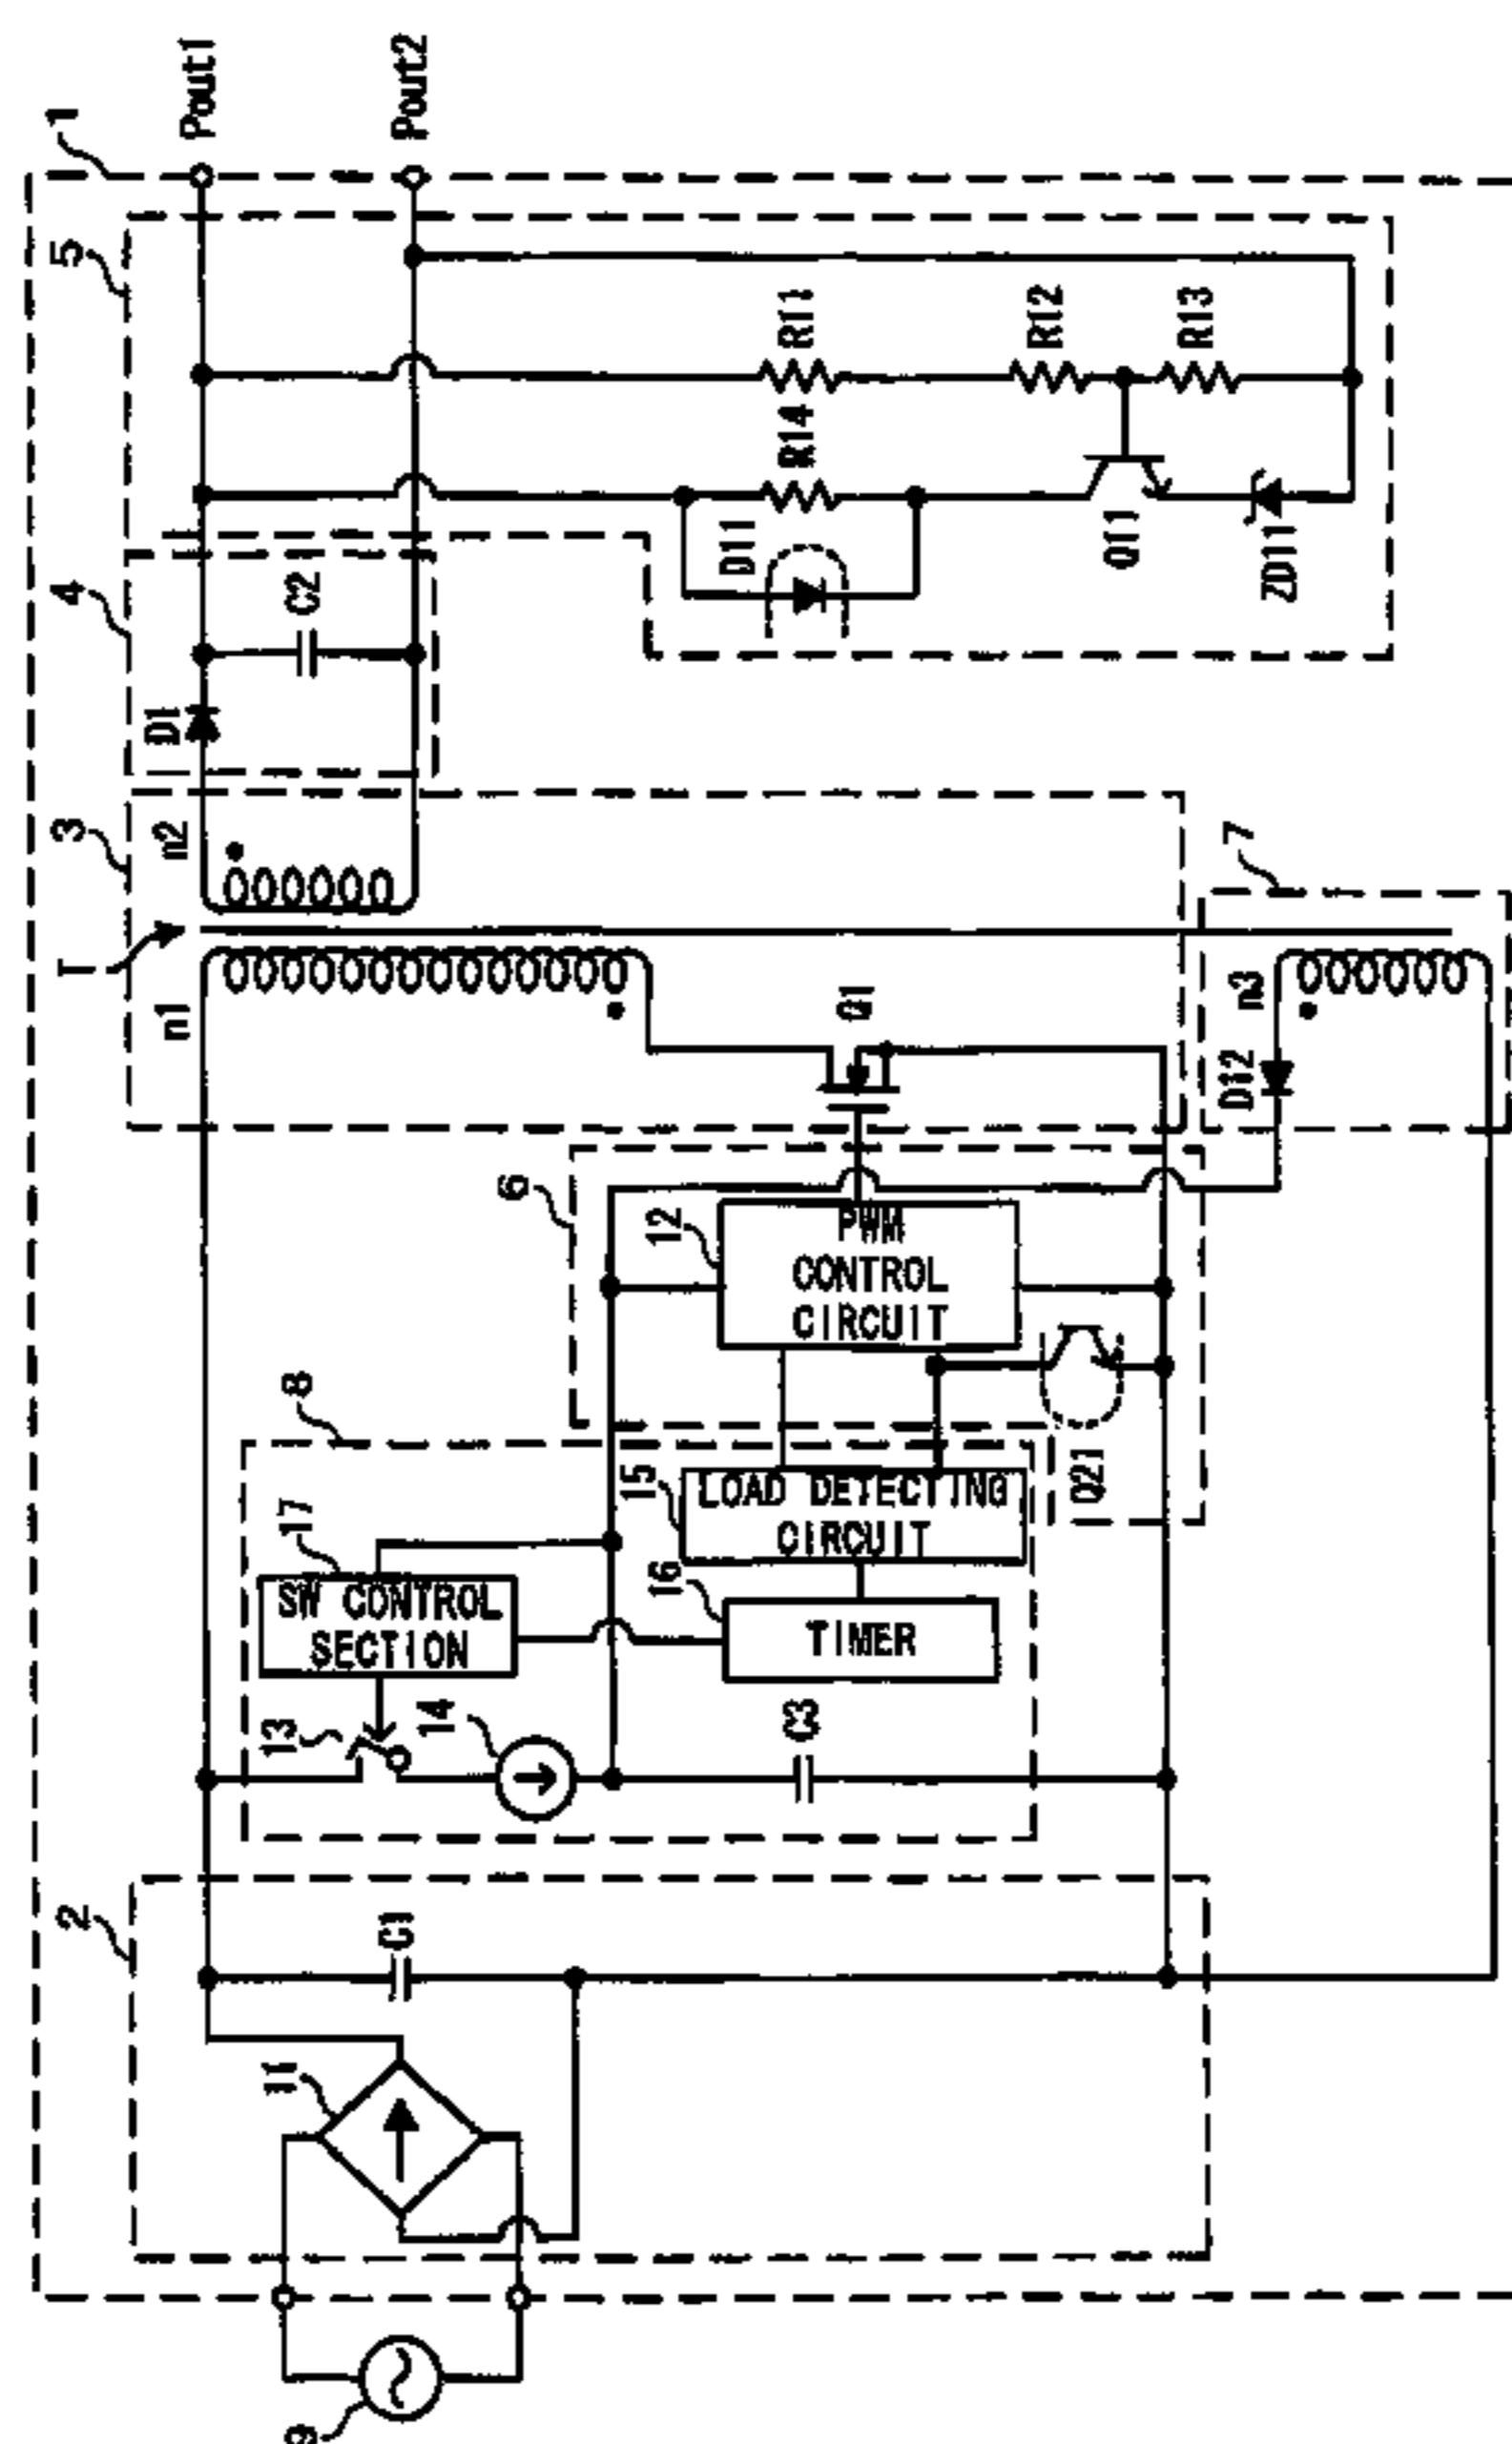 1
Pout1
Pout2
5
R11
R12
R13
R14
D11
Q11
ZD11
4
C2
D1
3
n2
T
n1
Q1
7
n3
D12
6
12
PWM
CONTROL
CIRCUIT
8
Q21
15
LOAD DETECTING
CIRCUIT
17
SW CONTROL
SECTION
16
TIMER
13
14
C3
2
C1
11
9